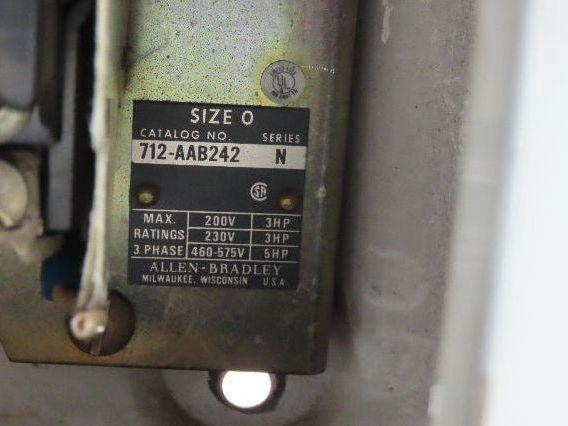 SIZE 0
CATALOG NO. SERIES
712-AAB242 N
MAX. 200V 3HP
RATINGS 230V 3HP
3 PHASE 460-575V 5HP
ALLEN-BRADLEY
MILWAUKEE, WISCONSIN U.S.A
UL